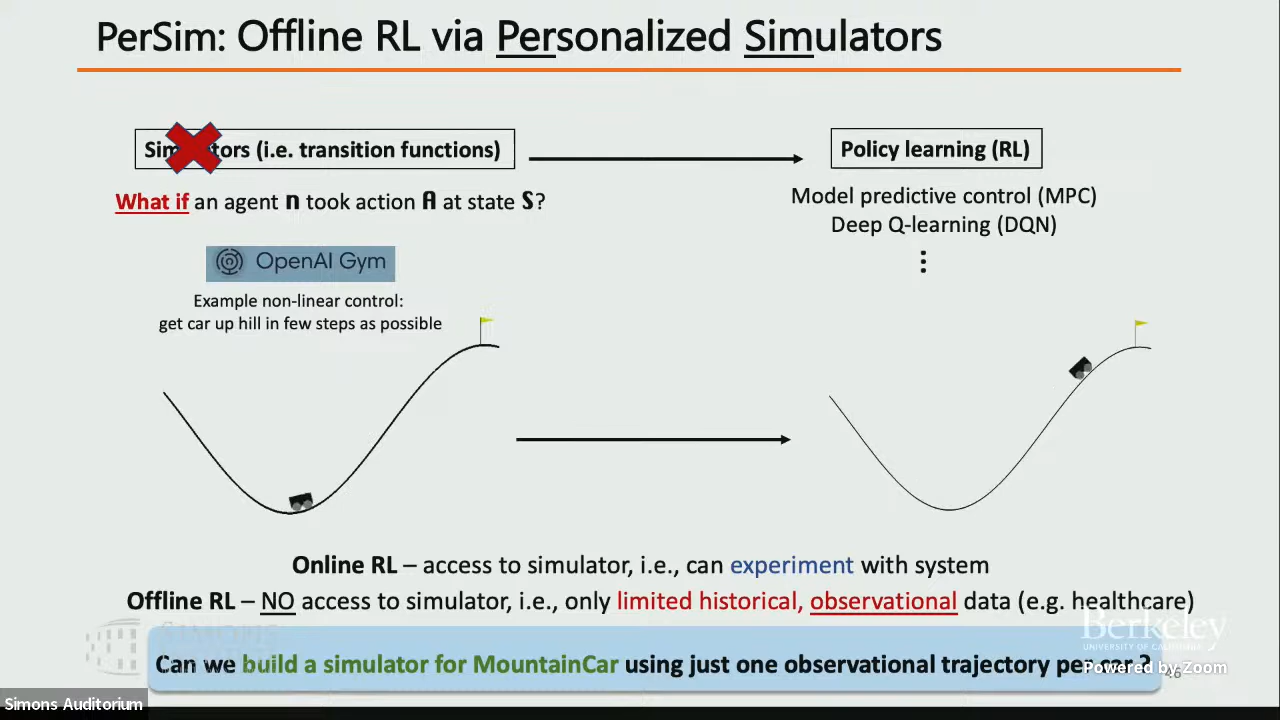 PerSim: Offline RL via Personalized Simulators
Sim tors (i.e. transition functions)
Policy learning (RL)
What if an agent n took action A at state S?
Model predictive control (MPC)
Deep Q-learning (DQN)
OpenAI Gym
Example non-linear control:
get car up hill in few steps as possible
Online RL – access to simulator, i.e., can experiment with system
Offline RL – NO access to simulator, i.e., only limited historical, observational data (e.g. healthcare)
Berkeley
UNIVERSITY OF CALIFORNIA
Can we build a simulator for MountainCar using just one observational trajectory per ?
Powered by Zoom
46
Simons Auditorium